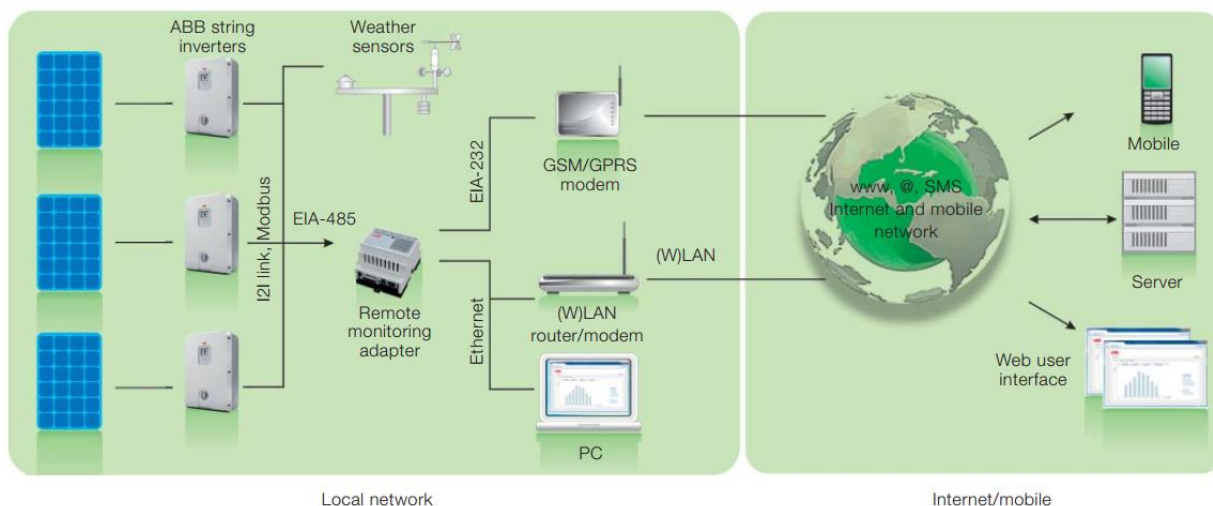 ABB string
inverters
Weather
sensors
I2I link, Modbus
EIA-485
Remote
monitoring
adapter
EIA-232
Ethernet
GSM/GPRS
modem
(W)LAN
router/modem
PC
(W)LAN
www, @, SMS
Internet and mobile
network
Mobile
Server
Web user
interface
Local network
Internet/mobile